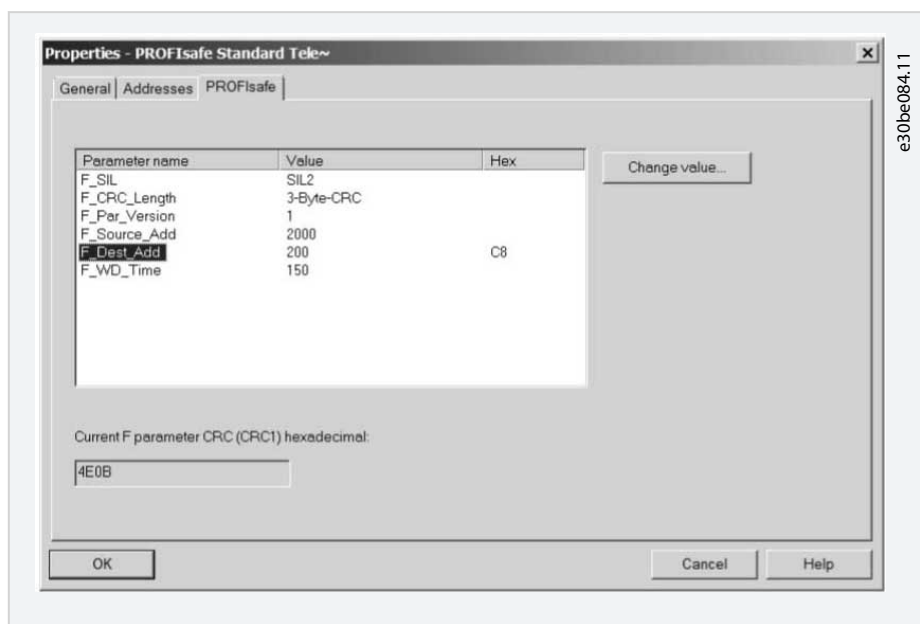 Properties - PROFIsafe Standard Tele~
General Addresses PROFIsafe
Parameter name Value Hex
F_SIL SIL2
F_CRC_Length 3-Byte-CRC
F_Par_Version 1
F_Source_Add 2000
F_Dest_Add 200 C8
F_WD_Time 150
Change value...
Current F parameter CRC (CRC1) hexadecimal:
4E0B
OK Cancel Help
e30be084.11